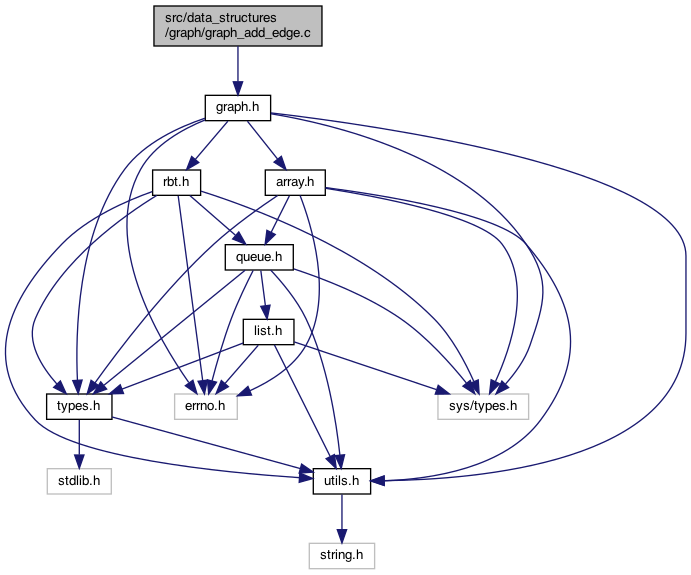 src/data_structures
/graph/graph_add_edge.c
graph.h
rbt.h
array.h
queue.h
list.h
types.h
errno.h
sys/types.h
stdlib.h
utils.h
string.h